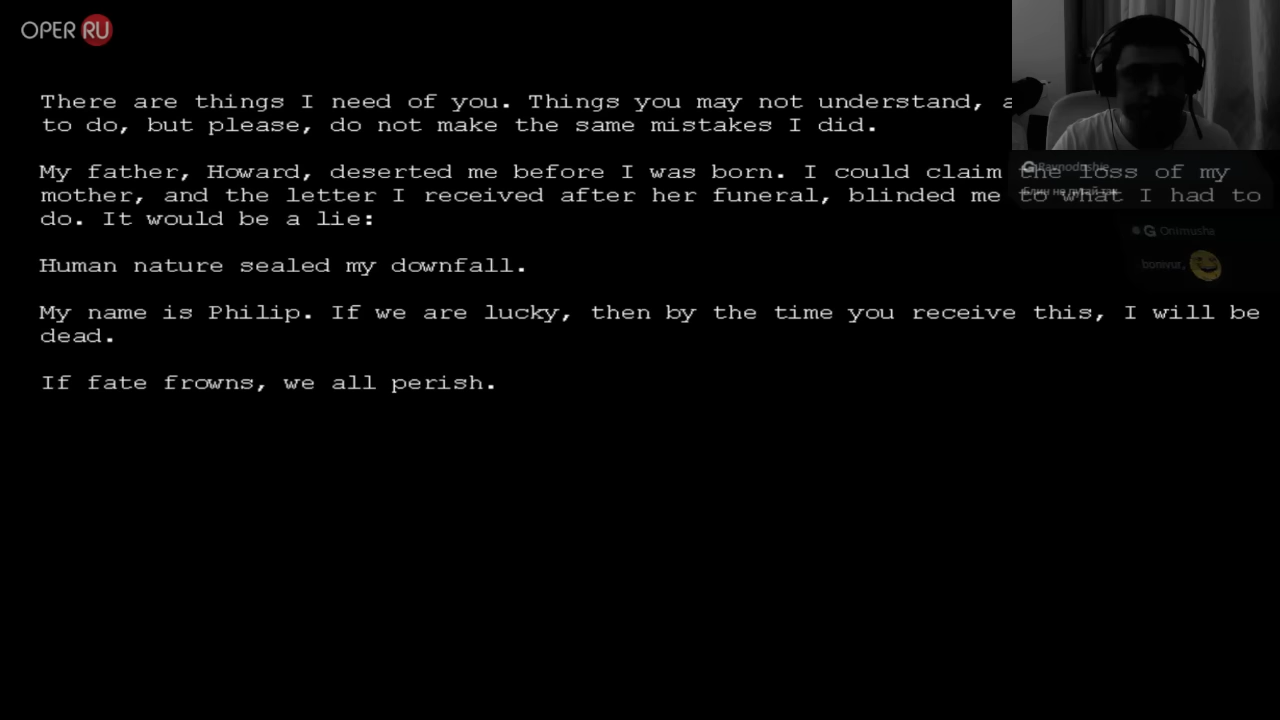 OPER RU
There are things I need of you. Things you may not understand,
to do, but please, do not make the same mistakes I did.
My father, Howard, deserted me before I was born. I could claim the loss of my
mother, and the letter I received after her funeral, blinded me to what I had to
do. It would be a lie:
Human nature sealed my downfall.
My name is Philip. If we are lucky, then by the time you receive this, I will be
dead.
If fate frowns, we all perish.
Ravnodushie
Onimusha
bonivur,